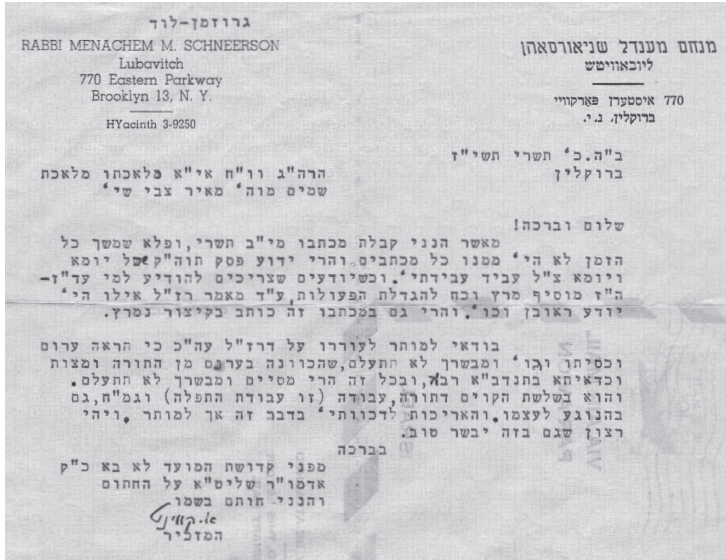 גרוזמן-לוד
RABBI MENACHEM M. SCHNEERSON
Lubavitch
770 Eastern Parkway
Brooklyn 13, N. Y.
HYacinth 3-9250
מנחם מענדל שניאורסאהן
ליובאוויטש
770 איסטערן פארקוויי
ברוקלין, נ.י.
ב"ה. כ' תשרי תשי"ז
ברוקלין
הרה"ג וו"ח אי"א מלאכתו מלאכת
שמים מוה' מאיר צבי שי'
שלום וברכה!
מאשר הנני קבלת מכתבו מי"ב תשרי, ופלא שמשך כל
הזמן לא הי' ממנו כל מכתבים והרי ידוע פסק תוה"ק של יומא
ויומא צ"ל עביד עבידתי'. וכשיודעים שצריכים להודיע למי עד"ז-
ה"ז מוסיף מרץ וכח להגדלת הפעולות, ע"ד מאמר רז"ל אילו הי'
יודע ראובן וכו'. והרי גם במכתבו זה כותב בקיצור נמרץ.
בודאי למותר לעוררו על דרז"ל עה"כ כי תראה ערום
וכסיתו וכו' ומבשרך לא תתעלם, שהכוונה בערום מן התורה ומצות
וכדאיתא בתנדב"א רבא, ובכל זה הרי מסיים ומבשרך לא תתעלם.
והוא בשלשת הקוים דתורה, עבודה (זו עבודת התפלה) וגמ"ח, גם
בהנוגע לעצמו. והאריכות לדכוותי' בדבר זה אך למותר. ויהי
רצון שגם בזה יבשר טוב.
בברכה
מפני קדושת המועד לא בא כ"ק
אדמו"ר שליט"א על החתום
והנני חותם בשמו
א. קווינט
המזכיר